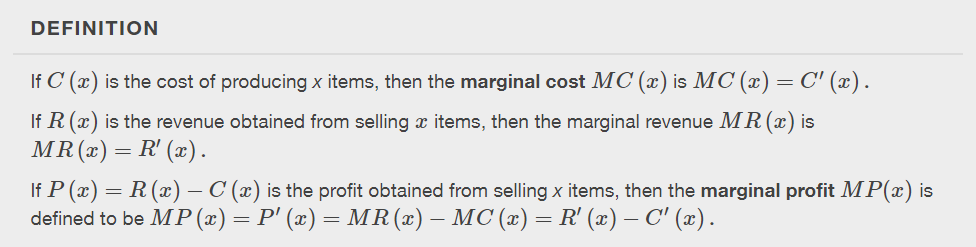 DEFINITION
If C (x) is the cost of producing x items, then the marginal cost MC (x) is MC (x) = C′ (x) .
If R (x) is the revenue obtained from selling x items, then the marginal revenue MR (x) is
MR (x) = R′ (x) .
If P (x) = R (x) − C (x) is the profit obtained from selling x items, then the marginal profit MP(x) is
defined to be MP (x) = P′ (x) = MR (x) − MC (x) = R′ (x) − C′ (x) .